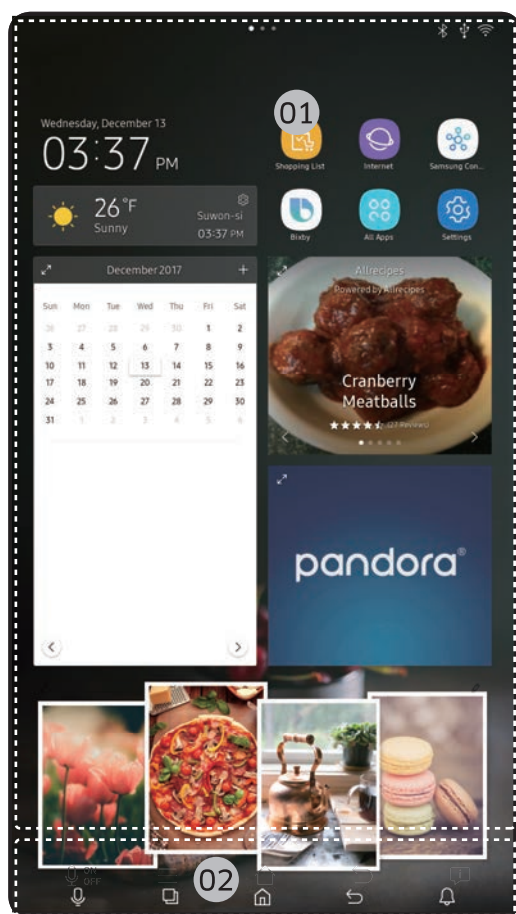 Wednesday, December 13
03:37 PM
01
Shopping List
Internet
Samsung Con...
26°F
Sunny
Suwon-si
03:37 PM
Bixby
All Apps
Settings
December 2017 +
Sun Mon Tue Wed Thu Fri Sat
26 27 28 29 30 1 2
3 4 5 6 7 8 9
10 11 12 13 14 15 16
17 18 19 20 21 22 23
24 25 26 27 28 29 30
31 1 2 3 4 5 6
Allrecipes
Powered by Allrecipes
Cranberry
Meatballs
(27 Reviews)
pandora®
ON
OFF
02